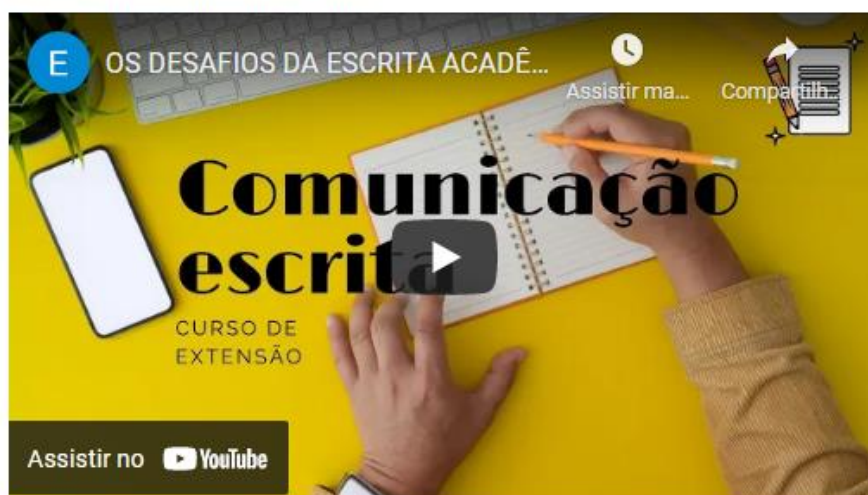 E
OS DESAFIOS DA ESCRITA ACADÊ...
Assistir ma...
Compartilh...
Comunicação
escrita
CURSO DE
EXTENSÃO
Assistir no YouTube